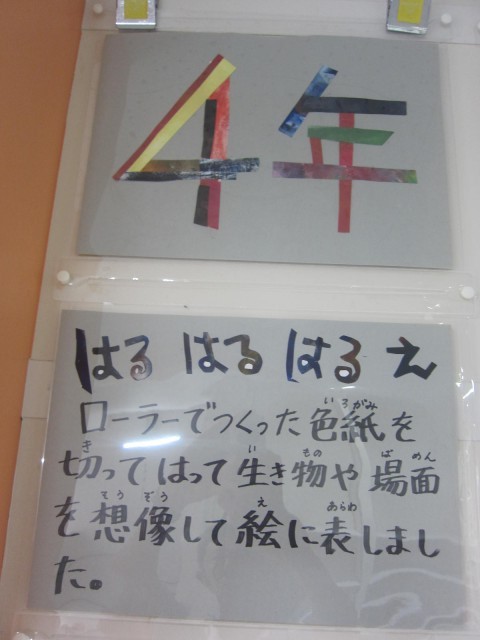 4年
はる はる はる え
ローラーでつくった色紙を
切って はって 生き物や 場面
を 想像して 絵に表しまし
た。